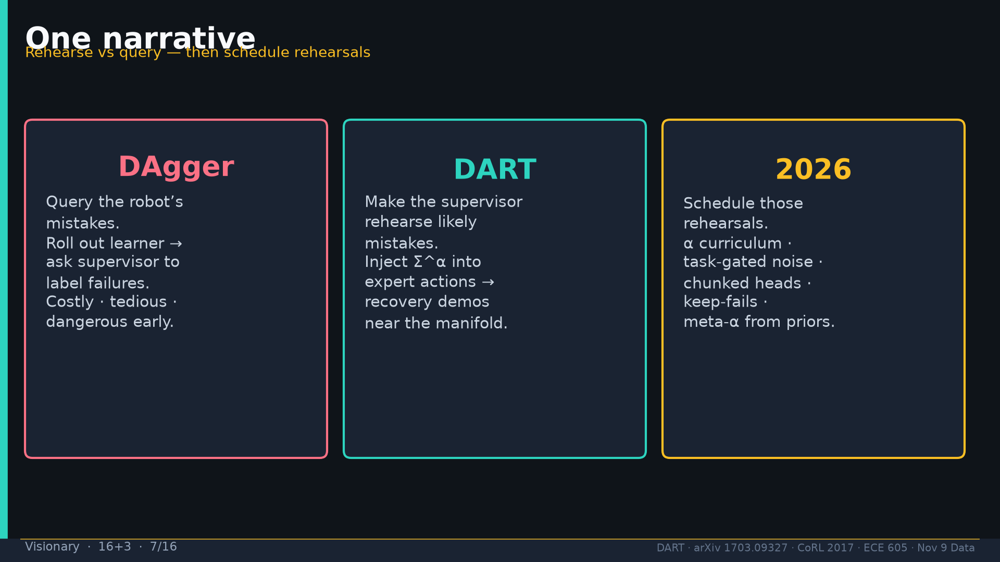 One narrative
Rehearse vs query — then schedule rehearsals
DAgger
Query the robot’s
mistakes.
Roll out learner →
ask supervisor to
label failures.
Costly · tedious ·
dangerous early.
DART
Make the supervisor
rehearse likely
mistakes.
Inject Σ^α into
expert actions →
recovery demos
near the manifold.
2026
Schedule those
rehearsals.
α curriculum ·
task-gated noise ·
chunked heads ·
keep-fails ·
meta-α from priors.
Visionary · 16+3 · 7/16
DART · arXiv 1703.09327 · CoRL 2017 · ECE 605 · Nov 9 Data